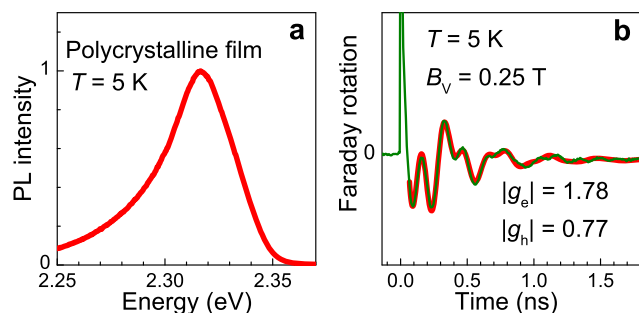 a
Polycrystalline film
T = 5 K
PL intensity
1
0
2.25 2.30 2.35
Energy (eV)
b
T = 5 K
B_V = 0.25 T
Faraday rotation
0
|g_e| = 1.78
|g_h| = 0.77
0.0 0.5 1.0 1.5
Time (ns)